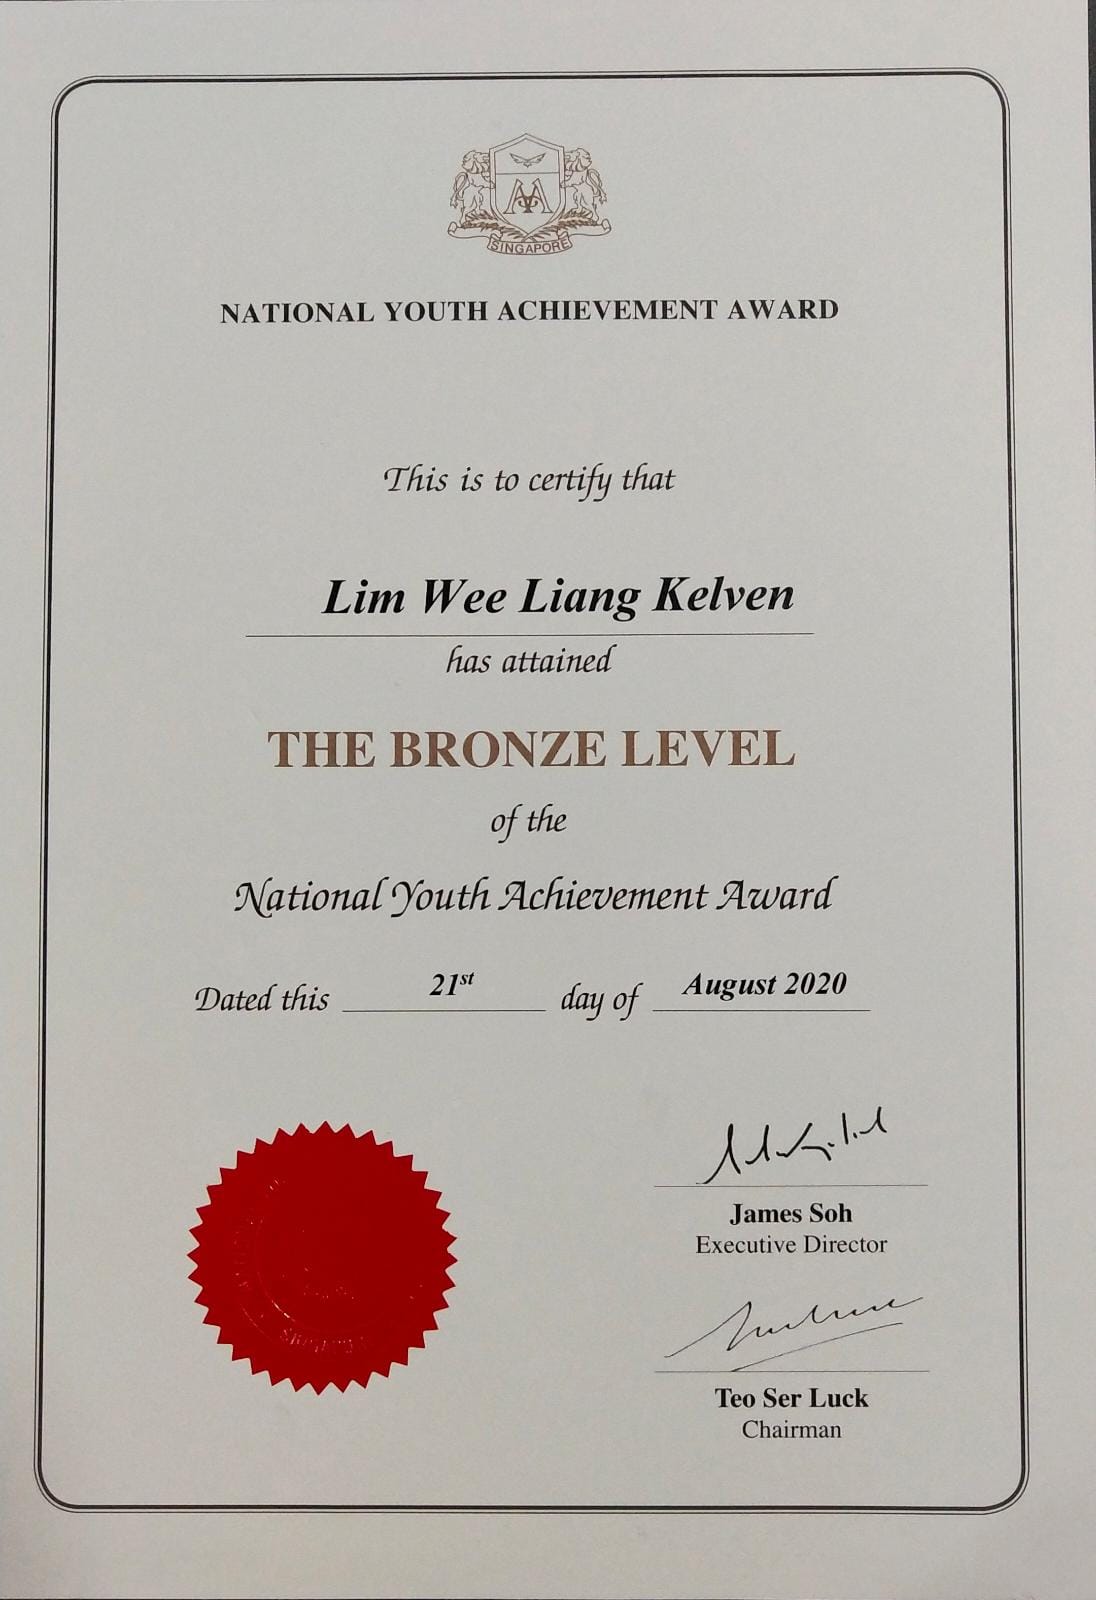 SINGAPORE
NATIONAL YOUTH ACHIEVEMENT AWARD
This is to certify that
Lim Wee Liang Kelven
has attained
THE BRONZE LEVEL
of the
National Youth Achievement Award
Dated this 21st day of August 2020
James Soh
Executive Director
Teo Ser Luck
Chairman